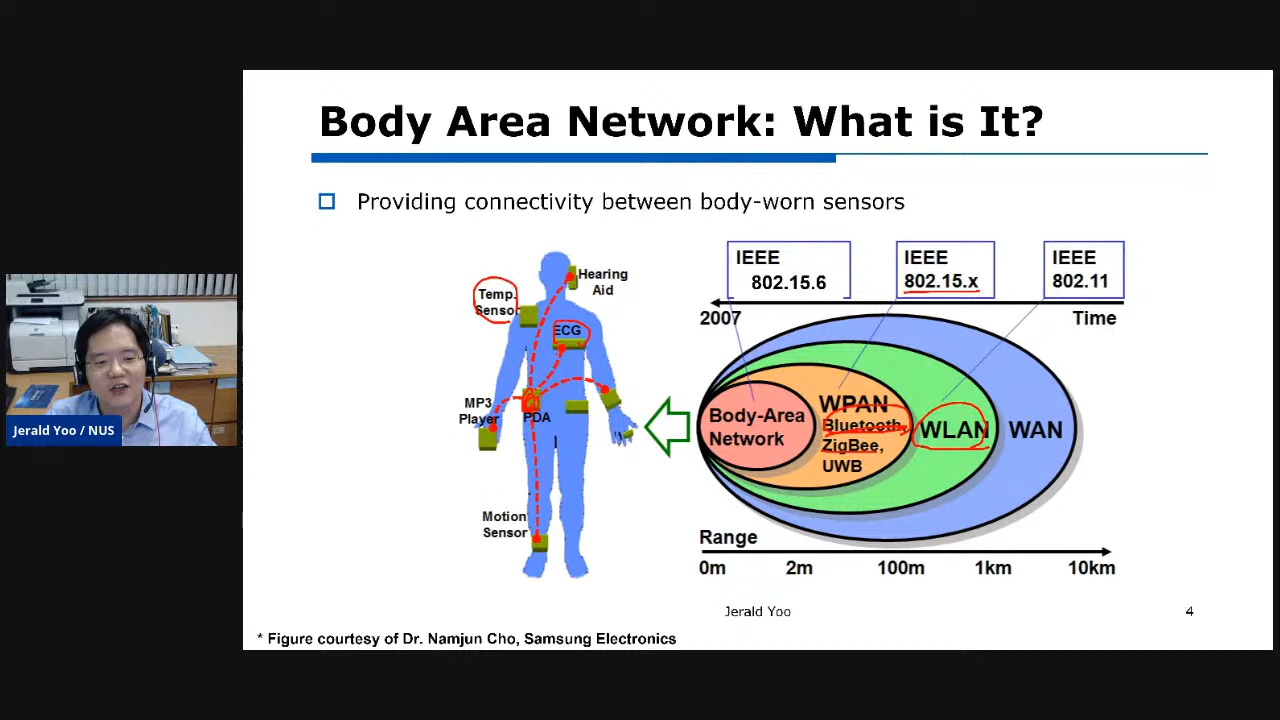 Body Area Network: What is It?
Providing connectivity between body-worn sensors
Hearing
Aid
Temp.
Sensor
ECG
MP3
Player
PDA
Motion
Sensor
IEEE
802.15.6
IEEE
802.15.x
IEEE
802.11
2007
Time
Body-Area
Network
WPAN
Bluetooth,
ZigBee,
UWB
WLAN
WAN
Range
0m
2m
100m
1km
10km
Jerald Yoo / NUS
Jerald Yoo
4
* Figure courtesy of Dr. Namjun Cho, Samsung Electronics